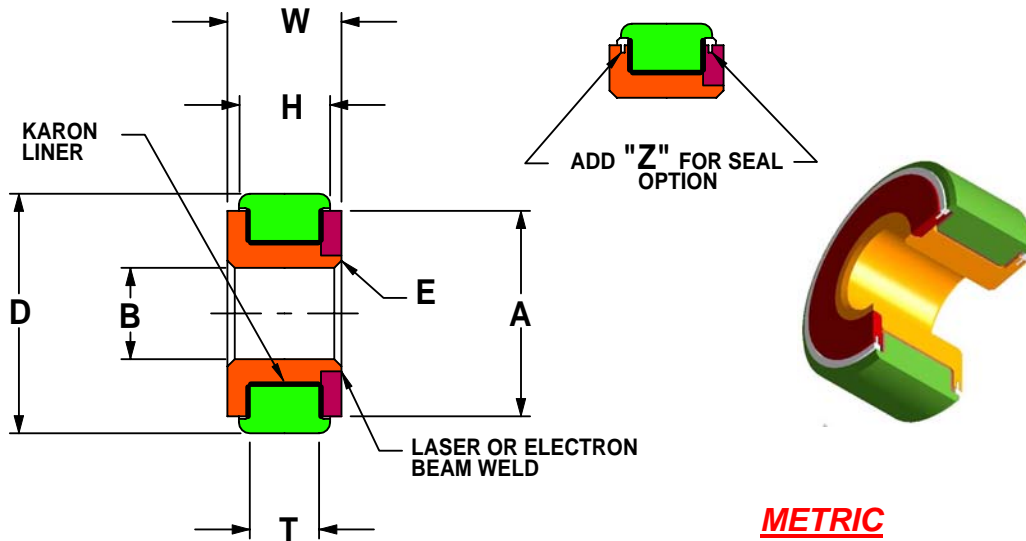 W
H
KARON
LINER
ADD "Z" FOR SEAL
OPTION
D
B
E
A
LASER OR ELECTRON
BEAM WELD
T
METRIC